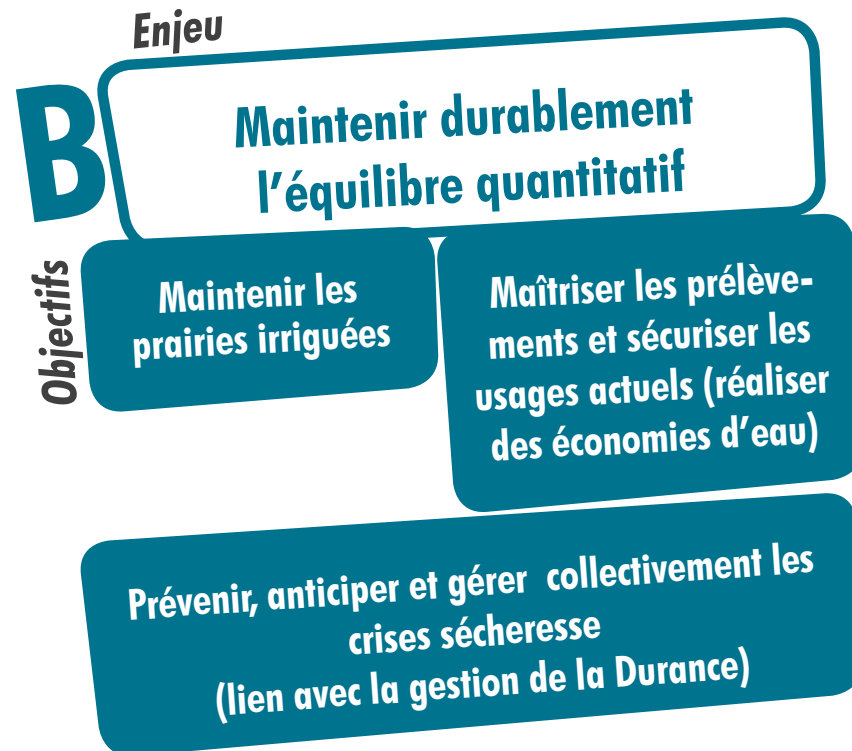 Enjeu
B
Maintenir durablement
l'équilibre quantitatif
Objectifs
Maintenir les
prairies irriguées
Maîtriser les prélève-
ments et sécuriser les
usages actuels (réaliser
des économies d'eau)
Prévenir, anticiper et gérer collectivement les
crises sécheresse
(lien avec la gestion de la Durance)